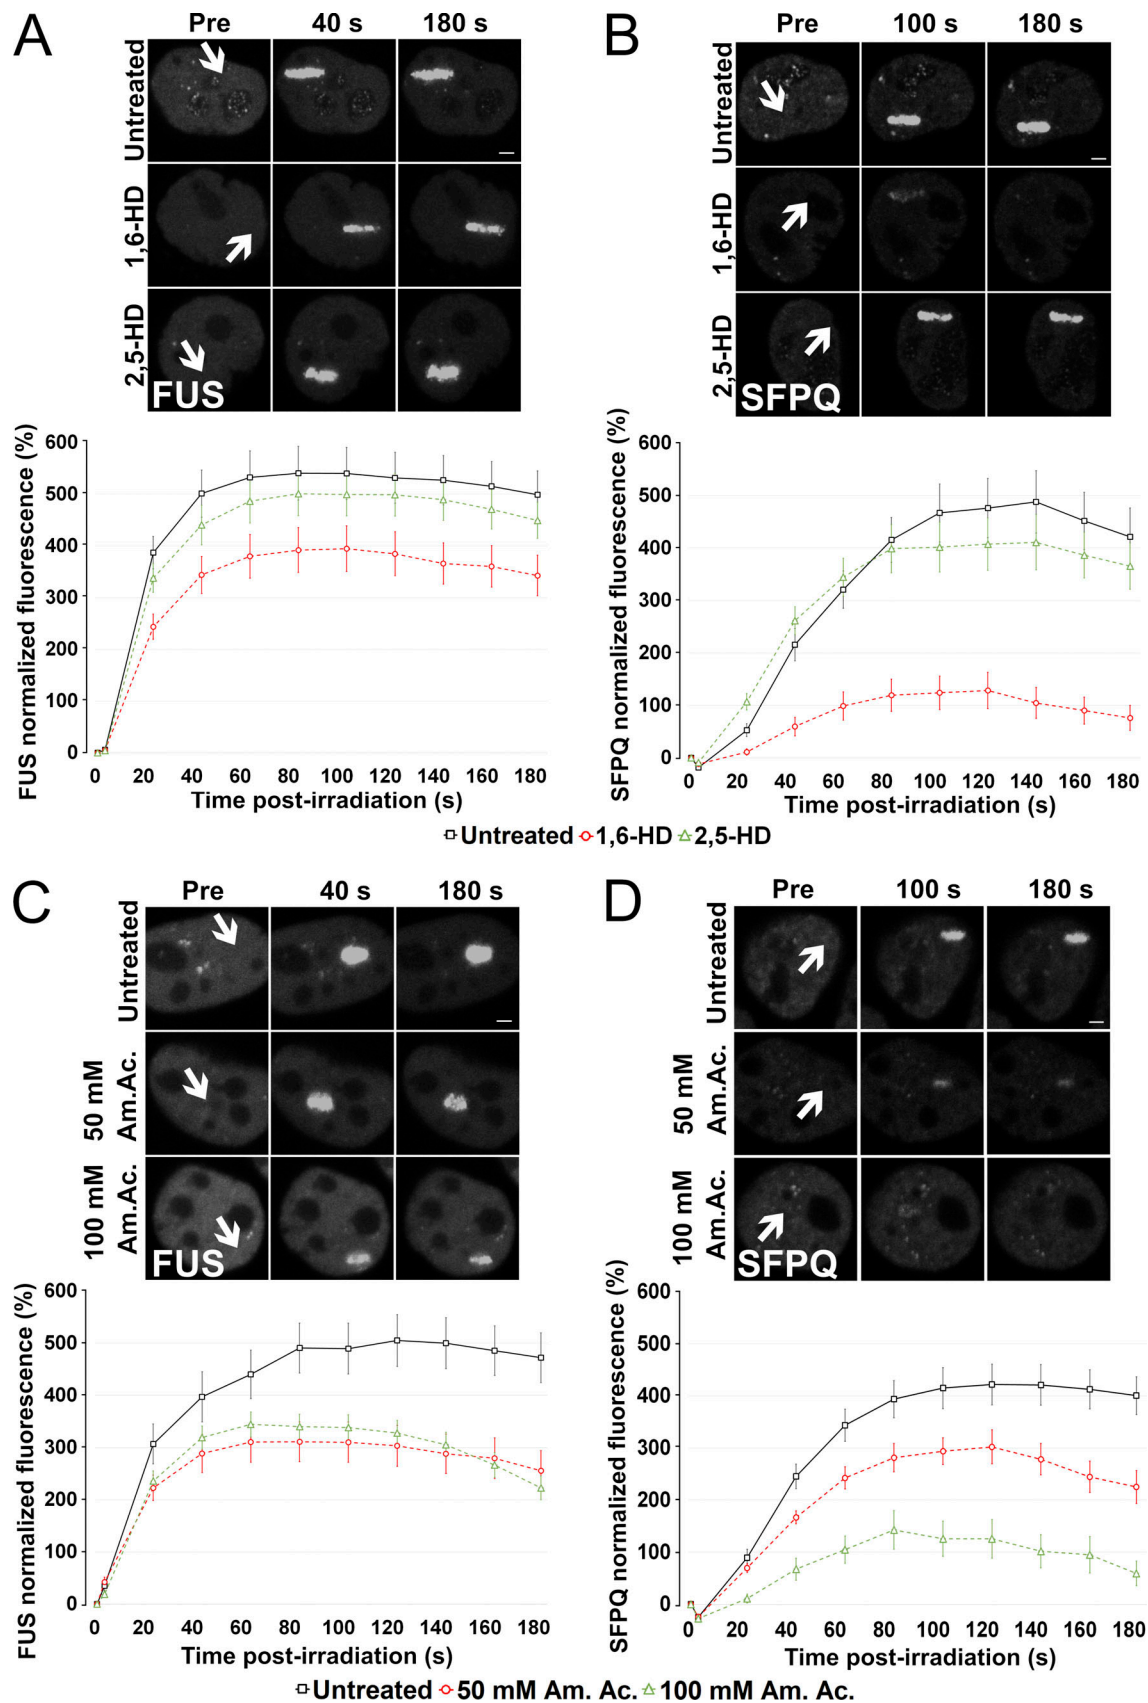 A
Pre 40 s 180 s
Untreated
1,6-HD
2,5-HD
FUS
FUS normalized fluorescence (%)
600
500
400
300
200
100
0
0 20 40 60 80 100 120 140 160 180
Time post-irradiation (s)
B
Pre 100 s 180 s
Untreated
1,6-HD
2,5-HD
SFPQ
SFPQ normalized fluorescence (%)
600
500
400
300
200
100
0
0 20 40 60 80 100 120 140 160 180
Time post-irradiation (s)
Untreated 1,6-HD 2,5-HD
C
Pre 40 s 180 s
Untreated
50 mM
Am.Ac.
100 mM
Am.Ac.
FUS
FUS normalized fluorescence (%)
600
500
400
300
200
100
0
0 20 40 60 80 100 120 140 160 180
Time post-irradiation (s)
D
Pre 100 s 180 s
Untreated
50 mM
Am.Ac.
100 mM
Am.Ac.
SFPQ
SFPQ normalized fluorescence (%)
600
500
400
300
200
100
0
0 20 40 60 80 100 120 140 160 180
Time post-irradiation (s)
Untreated 50 mM Am. Ac. 100 mM Am. Ac.